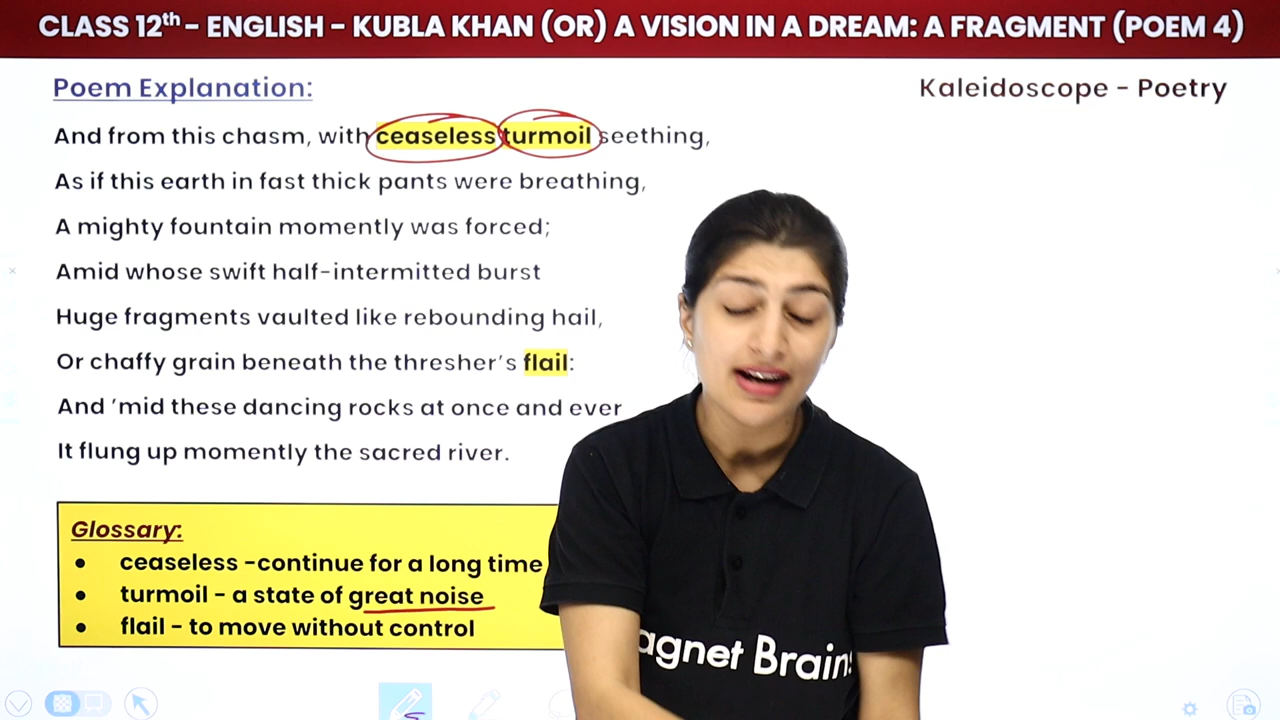 CLASS 12th - ENGLISH - KUBLA KHAN (OR) A VISION IN A DREAM: A FRAGMENT (POEM 4)
Poem Explanation:
Kaleidoscope - Poetry
And from this chasm, with ceaseless turmoil seething,
As if this earth in fast thick pants were breathing,
A mighty fountain momently was forced;
Amid whose swift half-intermitted burst
Huge fragments vaulted like rebounding hail,
Or chaffy grain beneath the thresher's flail:
And 'mid these dancing rocks at once and ever
It flung up momently the sacred river.
Glossary:
• ceaseless -continue for a long time
• turmoil - a state of great noise
• flail - to move without control
agnet Brains